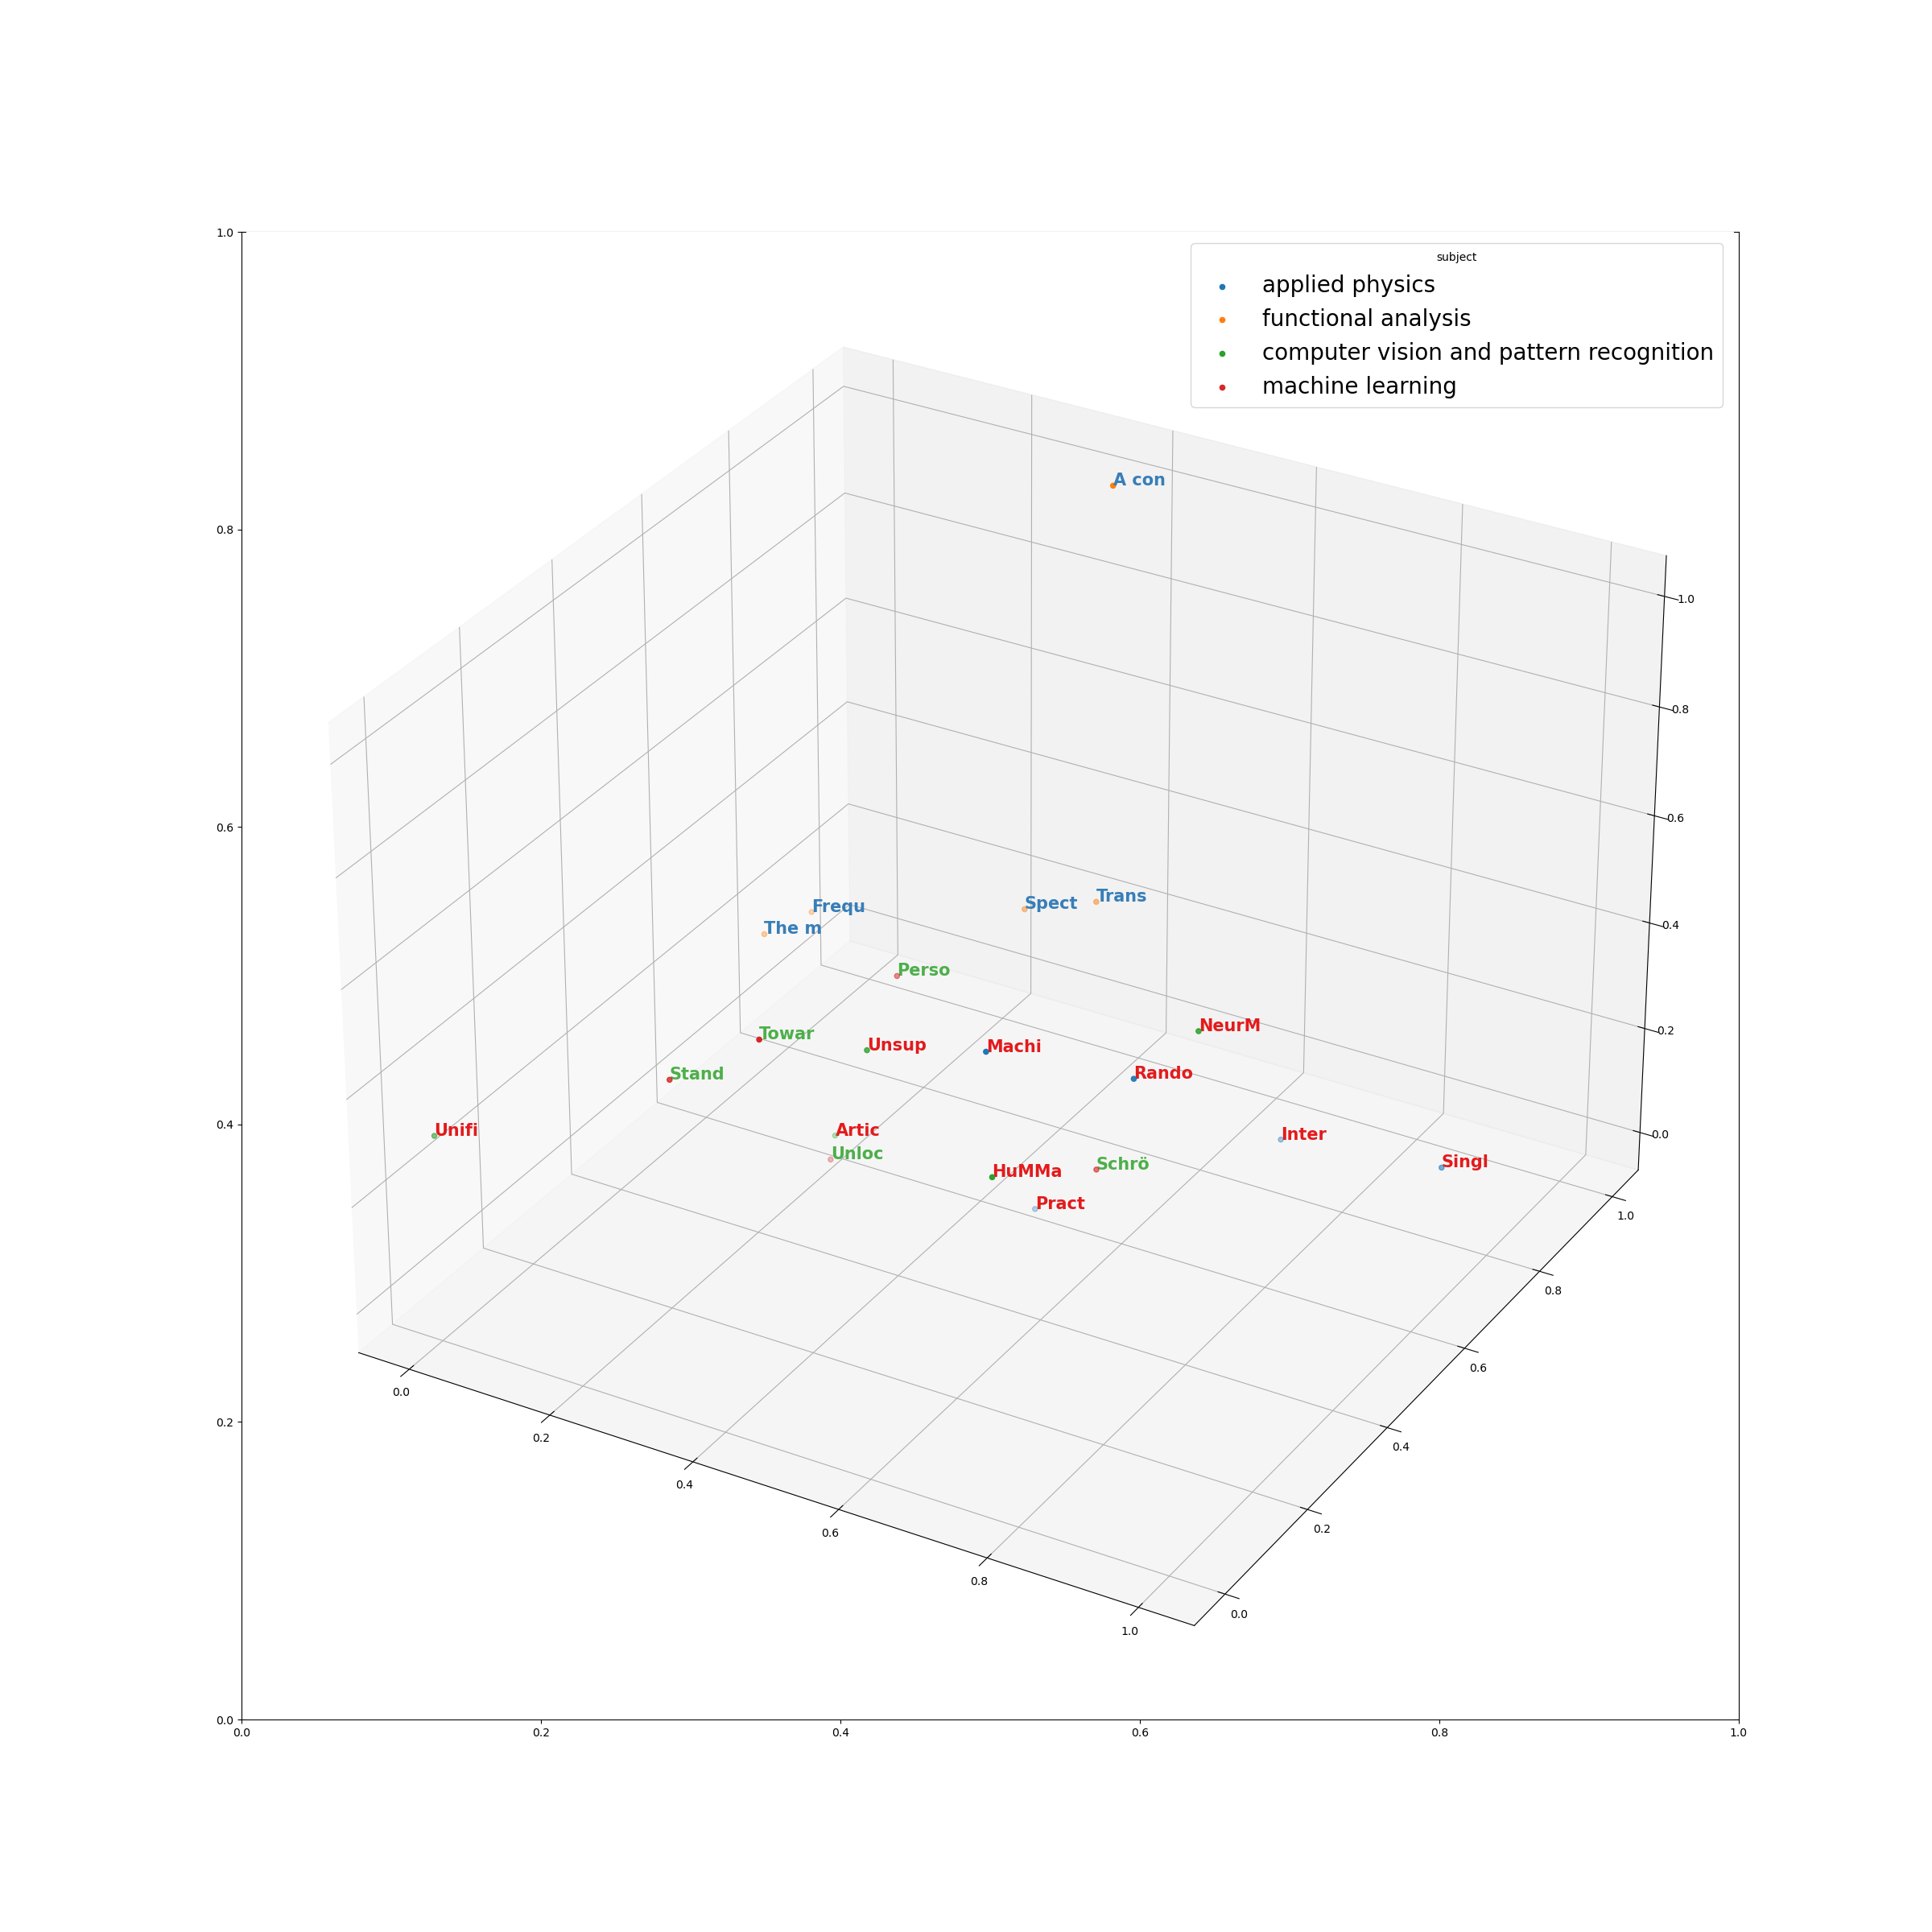 1.0
subject
applied physics
functional analysis
computer vision and pattern recognition
machine learning
A con
0.8
1.0
0.8
0.6
0.6
Trans
Spect
Frequ
The m
0.4
Perso
NeurM
0.2
Towar
Unsup
Machi
Rando
Stand
0.4
Unifi
Artic
Inter
0.0
Unloc
Schrö
Singl
HuMMa
Pract
1.0
0.8
0.6
0.0
0.2
0.4
0.2
0.4
0.6
0.2
0.8
0.0
1.0
0.0
0.0
0.2
0.4
0.6
0.8
1.0